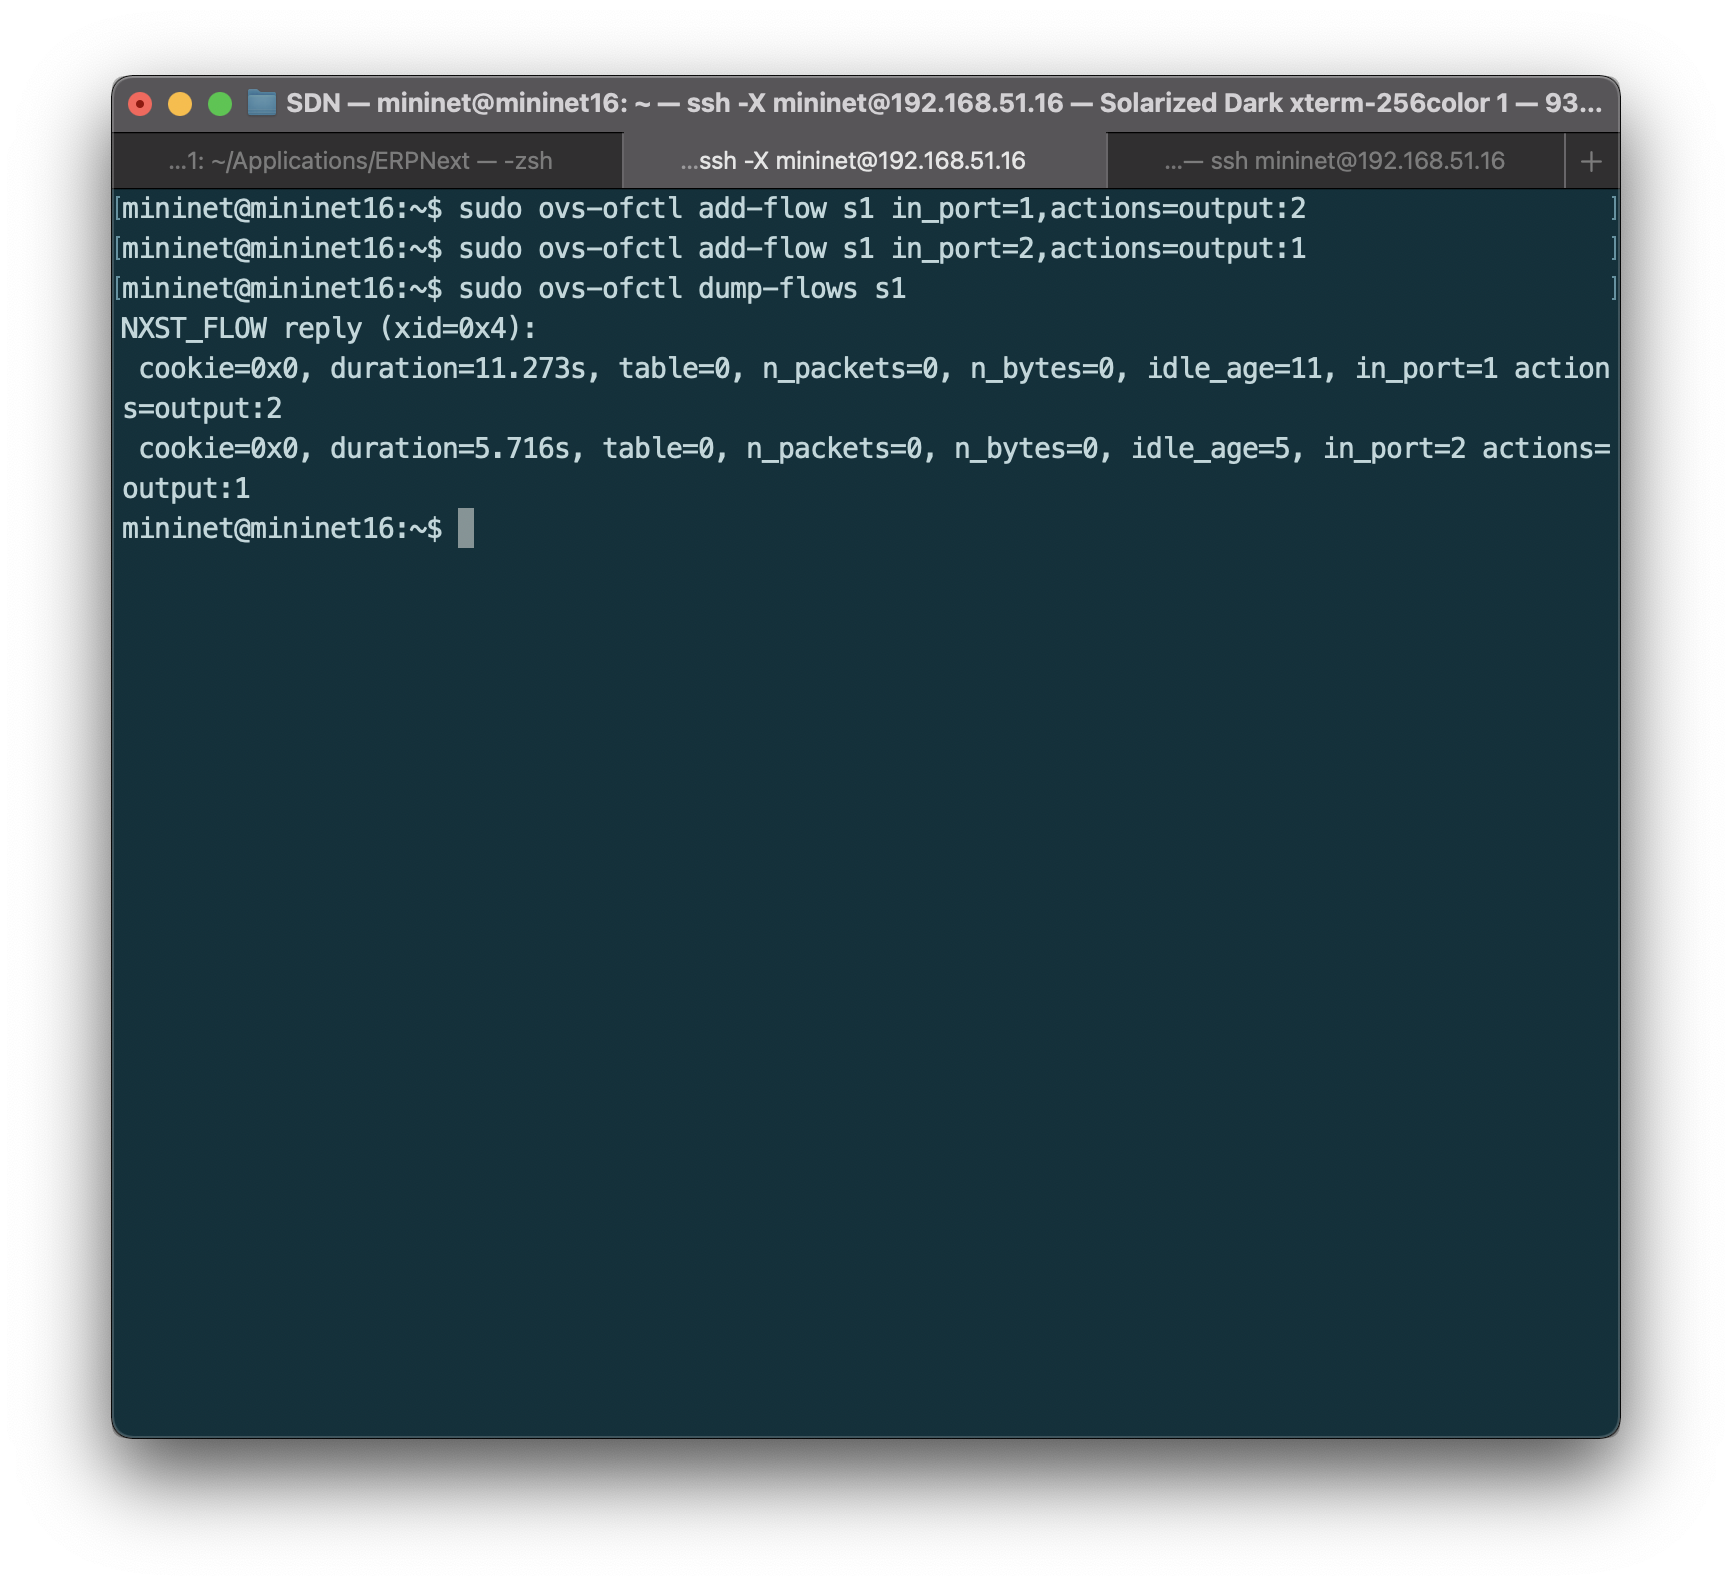 SDN — mininet@mininet16: ~ — ssh -X mininet@192.168.51.16 — Solarized Dark xterm-256color 1 — 93...
...1: ~/Applications/ERPNext — -zsh
...ssh -X mininet@192.168.51.16
...— ssh mininet@192.168.51.16
+
[mininet@mininet16:~$ sudo ovs-ofctl add-flow s1 in_port=1,actions=output:2 ]
[mininet@mininet16:~$ sudo ovs-ofctl add-flow s1 in_port=2,actions=output:1 ]
[mininet@mininet16:~$ sudo ovs-ofctl dump-flows s1 ]
NXST_FLOW reply (xid=0x4):
 cookie=0x0, duration=11.273s, table=0, n_packets=0, n_bytes=0, idle_age=11, in_port=1 action
s=output:2
 cookie=0x0, duration=5.716s, table=0, n_packets=0, n_bytes=0, idle_age=5, in_port=2 actions=
output:1
mininet@mininet16:~$